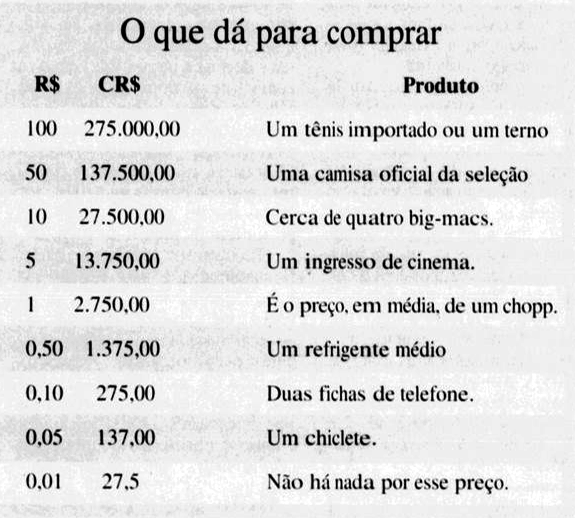 O que dá para comprar
R$ CR$ Produto
100 275.000,00 Um tênis importado ou um terno
50 137.500,00 Uma camisa oficial da seleção
10 27.500,00 Cerca de quatro big-macs.
5 13.750,00 Um ingresso de cinema.
1 2.750,00 É o preço, em média, de um chopp.
0,50 1.375,00 Um refrigente médio
0,10 275,00 Duas fichas de telefone.
0,05 137,00 Um chiclete.
0,01 27,5 Não há nada por esse preço.